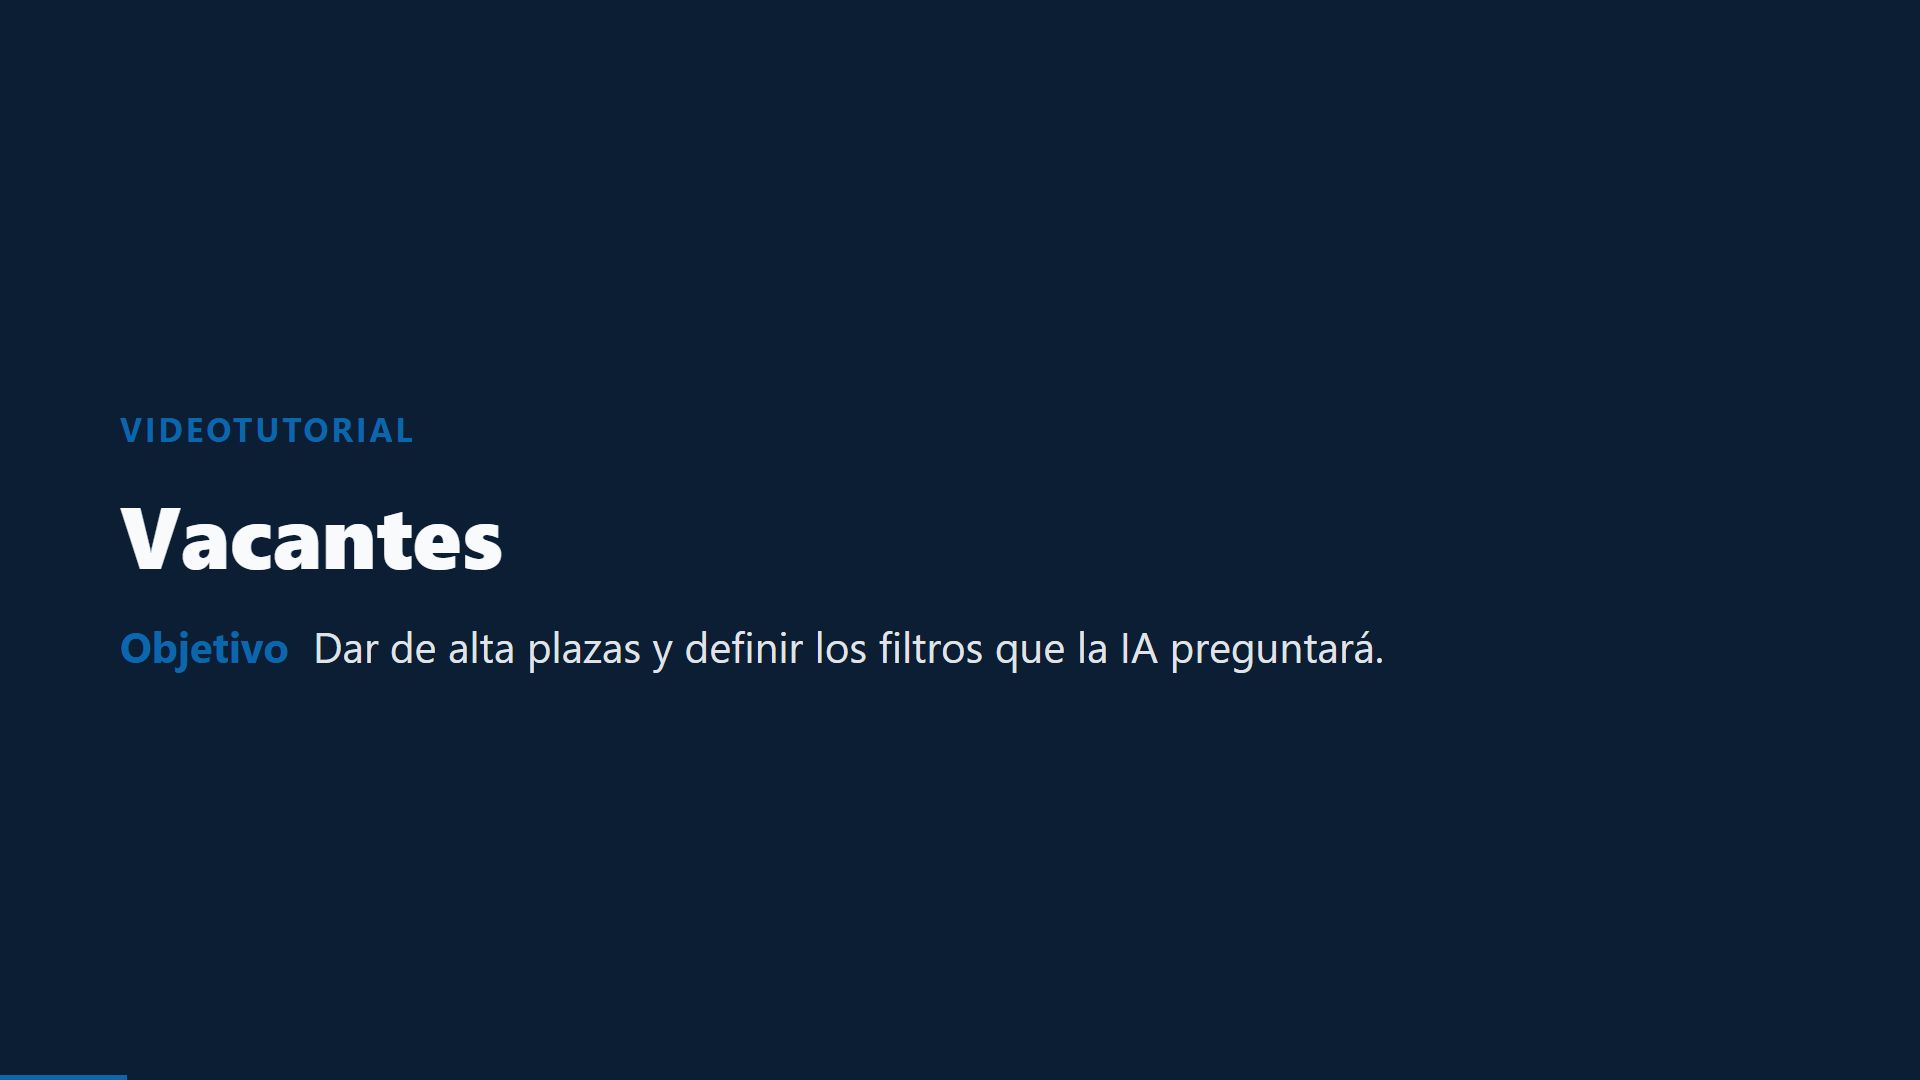 VIDEOTUTORIAL
Vacantes
Objetivo Dar de alta plazas y definir los filtros que la IA preguntará.